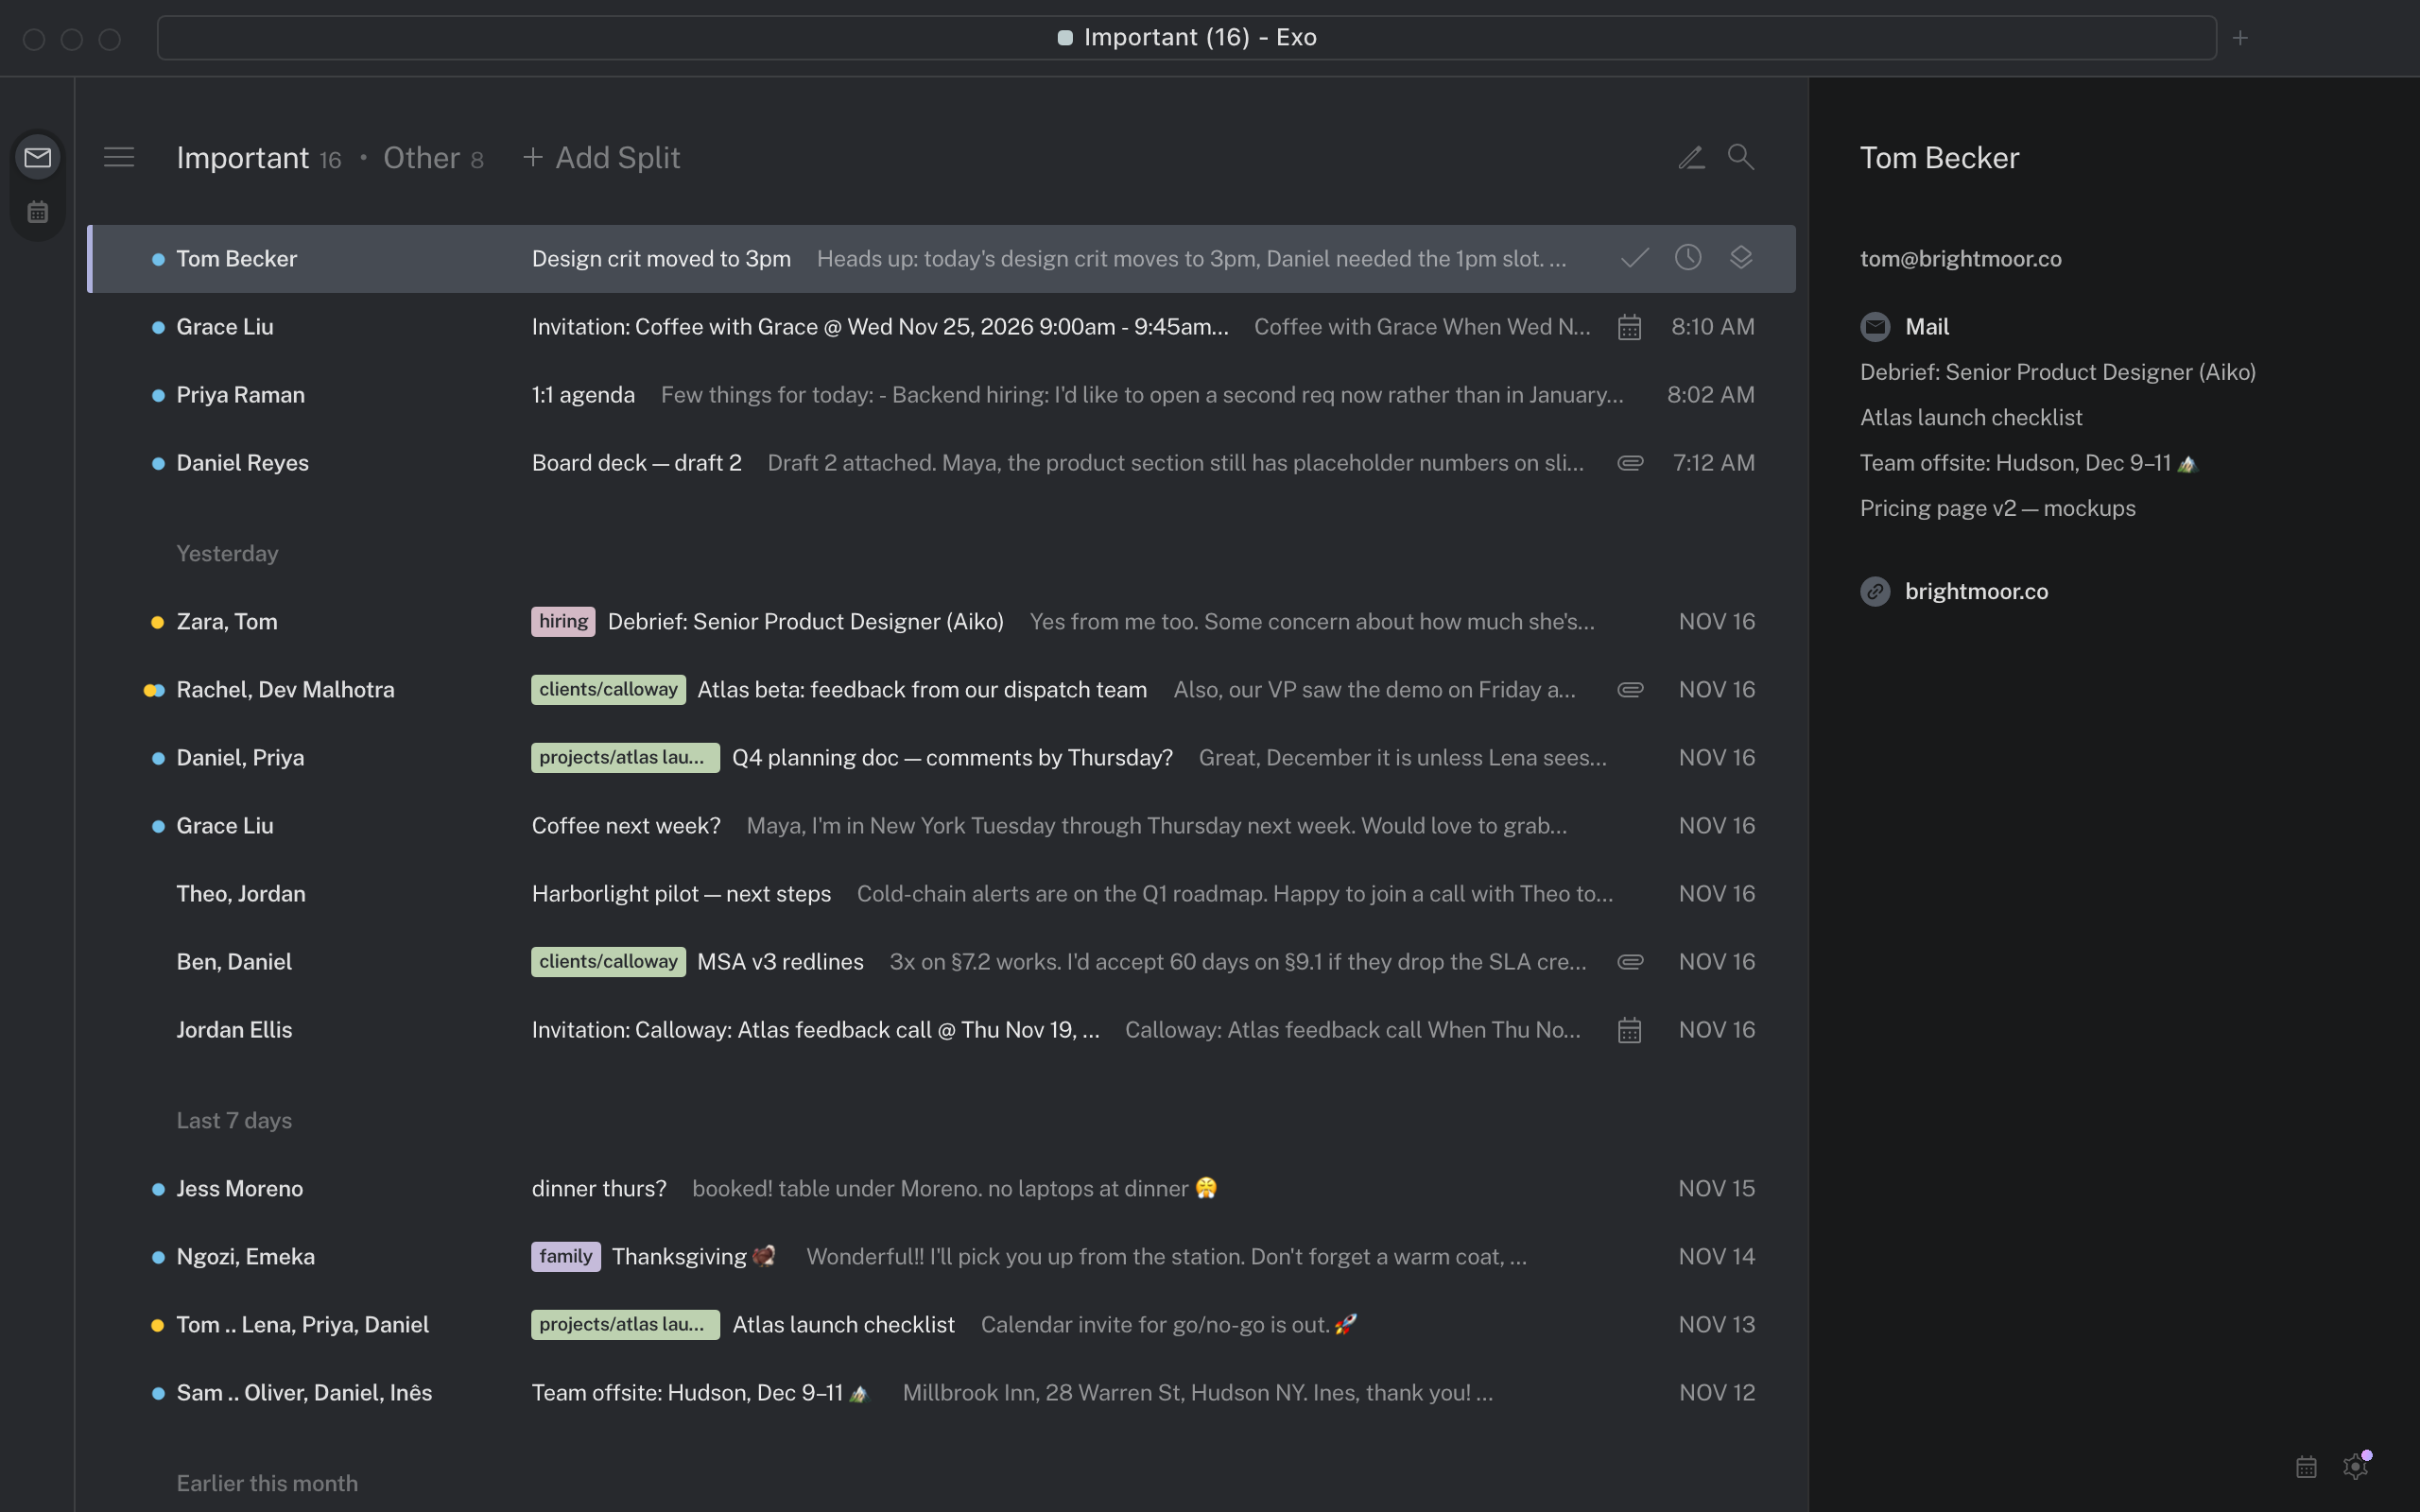 Important (16) - Exo
Important 16 • Other 8 + Add Split
Tom Becker Design crit moved to 3pm Heads up: today's design crit moves to 3pm, Daniel needed the 1pm slot. ...
Grace Liu Invitation: Coffee with Grace @ Wed Nov 25, 2026 9:00am - 9:45am... Coffee with Grace When Wed N... 8:10 AM
Priya Raman 1:1 agenda Few things for today: - Backend hiring: I'd like to open a second req now rather than in January... 8:02 AM
Daniel Reyes Board deck — draft 2 Draft 2 attached. Maya, the product section still has placeholder numbers on sli... 7:12 AM
Yesterday
Zara, Tom hiring Debrief: Senior Product Designer (Aiko) Yes from me too. Some concern about how much she's... NOV 16
Rachel, Dev Malhotra clients/calloway Atlas beta: feedback from our dispatch team Also, our VP saw the demo on Friday a... NOV 16
Daniel, Priya projects/atlas lau... Q4 planning doc — comments by Thursday? Great, December it is unless Lena sees... NOV 16
Grace Liu Coffee next week? Maya, I'm in New York Tuesday through Thursday next week. Would love to grab... NOV 16
Theo, Jordan Harborlight pilot — next steps Cold-chain alerts are on the Q1 roadmap. Happy to join a call with Theo to... NOV 16
Ben, Daniel clients/calloway MSA v3 redlines 3x on §7.2 works. I'd accept 60 days on §9.1 if they drop the SLA cre... NOV 16
Jordan Ellis Invitation: Calloway: Atlas feedback call @ Thu Nov 19, ... Calloway: Atlas feedback call When Thu No... NOV 16
Last 7 days
Jess Moreno dinner thurs? booked! table under Moreno. no laptops at dinner 😤 NOV 15
Ngozi, Emeka family Thanksgiving 🦃 Wonderful!! I'll pick you up from the station. Don't forget a warm coat, ... NOV 14
Tom .. Lena, Priya, Daniel projects/atlas lau... Atlas launch checklist Calendar invite for go/no-go is out. 🚀 NOV 13
Sam .. Oliver, Daniel, Inês Team offsite: Hudson, Dec 9–11 🏔️ Millbrook Inn, 28 Warren St, Hudson NY. Ines, thank you! ... NOV 12
Earlier this month
Tom Becker
tom@brightmoor.co
Mail
Debrief: Senior Product Designer (Aiko)
Atlas launch checklist
Team offsite: Hudson, Dec 9–11 🏔️
Pricing page v2 — mockups
brightmoor.co